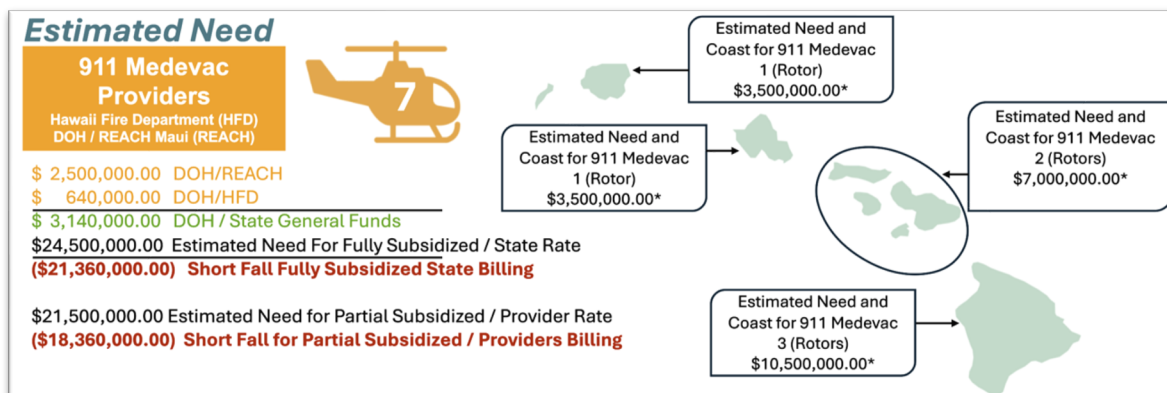 Estimated Need
911 Medevac
Providers
Hawaii Fire Department (HFD)
DOH / REACH Maui (REACH)
7
$ 2,500,000.00 DOH/REACH
$ 640,000.00 DOH/HFD
$ 3,140,000.00 DOH / State General Funds
$24,500,000.00 Estimated Need For Fully Subsidized / State Rate
($21,360,000.00) Short Fall Fully Subsidized State Billing
$21,500,000.00 Estimated Need for Partial Subsidized / Provider Rate
($18,360,000.00) Short Fall for Partial Subsidized / Providers Billing
Estimated Need and
Coast for 911 Medevac
1 (Rotor)
$3,500,000.00*
Estimated Need and
Coast for 911 Medevac
1 (Rotor)
$3,500,000.00*
Estimated Need and
Coast for 911 Medevac
2 (Rotors)
$7,000,000.00*
Estimated Need and
Coast for 911 Medevac
3 (Rotors)
$10,500,000.00*